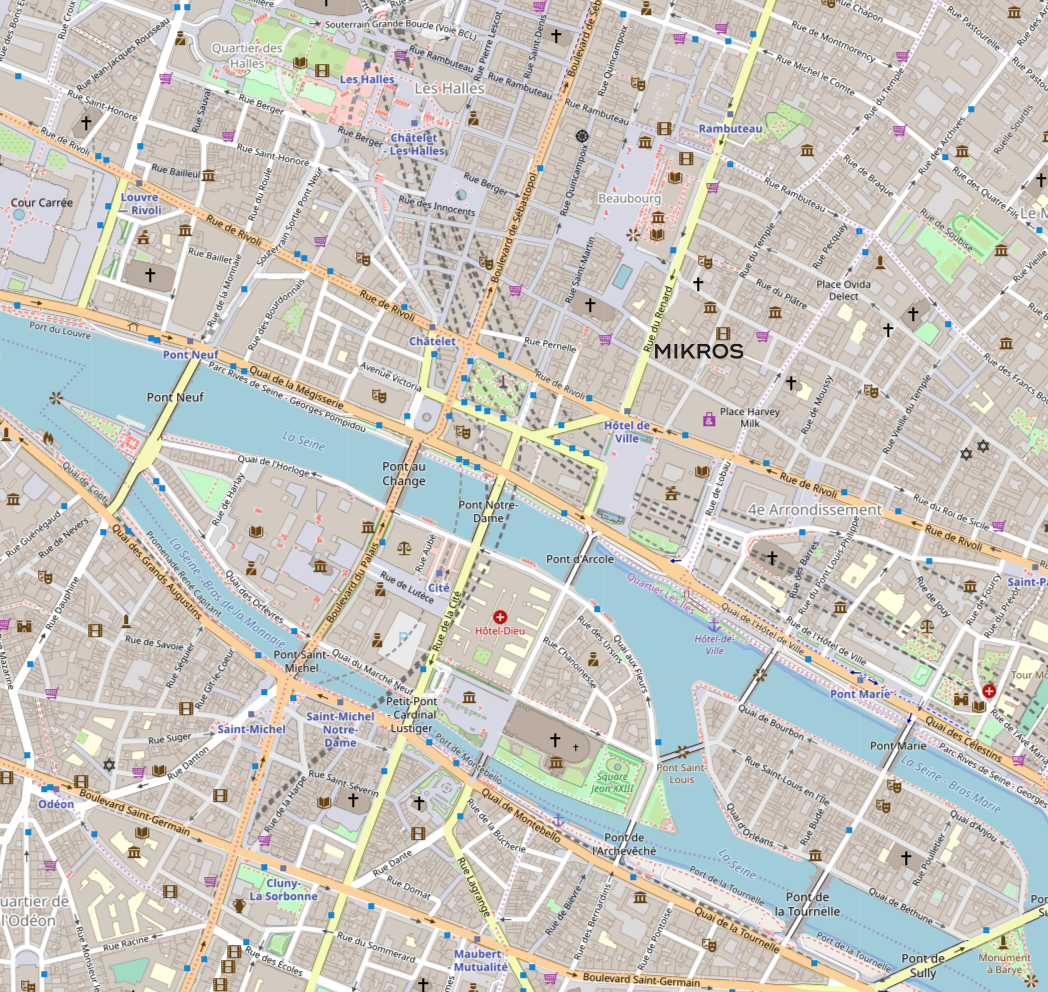 Souterrain Grande Boucle (Voie BCL)
Rue Chapon
Rue Pastourelle
Rue de Montmorency
Rue Jean-Jacques Rousseau
Quartier des
Halles
Rue Pierre Lescot
Rue Saint-Denis
Boulevard de Sébastopol
Rue Quincampoix
Rue Rambuteau
Rue Rambuteau
Rue Michel le Comte
Rue du Temple
Les Halles
Les Halles
Rue Saint-Honoré
Rue Sauval
Rue Berger
Rue Rambuteau
Rambuteau
Rue des Archives
Ruelle Sourdis
Rue de Rivoli
Rue Berger
Châtelet
- Les Halles
Rue Saint-Honoré
Rue Bailleul
Rue du Roule
Rue Berger
Rue Quincampoix
Rue de Braque
Rue des Quatre Fils
Rue Rambuteau
Cour Carrée
Louvre
Rivoli
Souterrain Sortie Pont Neuf
Rue des Innocents
Beaubourg
Rue de Soubise
Rue de Rivoli
Rue Baillet
Rue de la Monnaie
Rue Saint-Martin
Rue du Temple
Rue Pecquay
Rue du Plâtre
Place Ovida
Delect
Rue des Bourdonnais
Rue de Rivoli
Rue du Renard
Port du Louvre
Châtelet
Rue Pernelle
MIKROS
Pont Neuf
Quai de la Mégisserie
Avenue Victoria
Rue de Rivoli
Rue de Moussy
Rue Vieille du Temple
Rue des Francs Bo
Parc Rives de Seine - Georges Pompidou
Pont Neuf
Place Harvey
Milk
Hôtel de
Ville
La Seine
Quai de l'Horloge
Pont au
Change
Quai de Conti
Rue de Harlay
Rue de Lobau
Rue de Rivoli
Rue du Roi de Sicile
Pont Notre-
Dame
4e Arrondissement
Rue Guénégaud
Rue de Nevers
Rue de Rivoli
Quai des Grands Augustins
Promenade René Capitant
La Seine - Bras de la Monnaie
Rue Aubé
Pont d'Arcole
Rue des Barres
Rue du Pont Louis-Philippe
Rue Dauphine
Quai des Orfèvres
Boulevard du Palais
Rue de Lutèce
Cité
Quartier Les Îles
Rue de Jouy
Rue de Fourcy
Rue du Prévôt
Saint-Pa
Rue de la Cité
Hôtel-Dieu
Rue des Ursins
Quai aux Fleurs
Quai de l'Hôtel de Ville
Rue de l'Hôtel de Ville
Hôtel-de-
Ville
Rue Mazarine
Rue de Savoie
Rue Séguier
Rue Gît-le-Coeur
Pont Saint-
Michel
Quai du Marché Neuf
Rue Chanoinesse
Pont Marie
Tour Mo
Petit-Pont
Cardinal
Lustiger
Saint-Michel
Saint-Michel
Notre-
Dame
Quai de Bourbon
Quai des Célestins
Rue de l'Ave Maria
Rue Suger
Rue Danton
Port de Montebello
Pont Marie
Parc Rives de Seine - Georges
Pont Saint-
Louis
Rue Saint-Louis en l'Île
La Seine - Bras Marie
Square
Jean XXIII
Rue de la Harpe
Rue Saint-Séverin
Odéon
Boulevard Saint-Germain
Quai de Montebello
Quai d'Orléans
Rue Budé
Quai d'Anjou
Rue de la Bûcherie
Pont de
l'Archevêché
Rue Poulletier
Rue Dante
Rue Domat
Rue Lagrange
La Seine
Cluny-
La Sorbonne
Port de la Tournelle
Quai de Béthune
Pont de
la Tournelle
uartier de
l'Odéon
Rue de Bièvre
Rue des Bernardins
Rue de Pontoise
Quai de la Tournelle
Rue Racine
Rue Monsieur le
Rue du Sommerard
Rue des Écoles
Maubert
Mutualité
Port de la Tournelle
Pont de
Sully
Monument
à Barye
Boulevard Saint-Germain